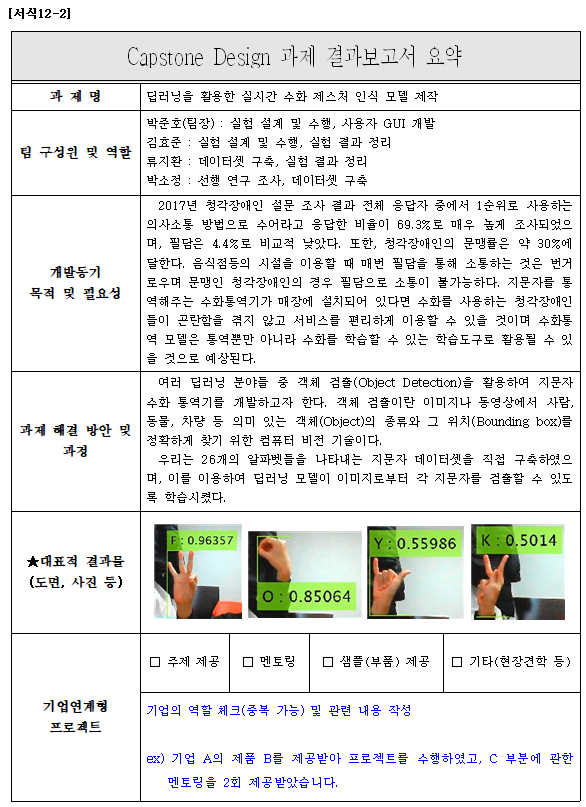 [서식12-2]
Capstone Design 과제 결과보고서 요약
과 제 명
딥러닝을 활용한 실시간 수화 제스처 인식 모델 제작
팀 구성원 및 역할
박준호(팀장) : 실험 설계 및 수행, 사용자 GUI 개발
김효준 : 실험 설계 및 수행, 실험 결과 정리
류지환 : 데이터셋 구축, 실험 결과 정리
박소정 : 선행 연구 조사, 데이터셋 구축
개발동기
목적 및 필요성
2017년 청각장애인 설문 조사 결과 전체 응답자 중에서 1순위로 사용하는
의사소통 방법으로 수어라고 응답한 비율이 69.3%로 매우 높게 조사되었으
며, 필담은 4.4%로 비교적 낮았다. 또한, 청각장애인의 문맹률은 약 30%에
달한다. 음식점등의 시설을 이용할 때 매번 필담을 통해 소통하는 것은 번거
로우며 문맹인 청각장애인의 경우 필담으로 소통이 불가능하다. 지문자를 통
역해주는 수화통역기가 매장에 설치되어 있다면 수화를 사용하는 청각장애인
들이 곤란함을 겪지 않고 서비스를 편리하게 이용할 수 있을 것이며 수화통
역 모델은 통역뿐만 아니라 수화를 학습할 수 있는 학습도구로 활용될 수 있
을 것으로 예상된다.
과제 해결 방안 및
과정
여러 딥러닝 분야들 중 객체 검출(Object Detection)을 활용하여 지문자
수화 통역기를 개발하고자 한다. 객체 검출이란 이미지나 동영상에서 사람,
동물, 차량 등 의미 있는 객체(Object)의 종류와 그 위치(Bounding box)를
정확하게 찾기 위한 컴퓨터 비전 기술이다.
우리는 26개의 알파벳들을 나타내는 지문자 데이터셋을 직접 구축하였으
며, 이를 이용하여 딥러닝 모델이 이미지로부터 각 지문자를 검출할 수 있도
록 학습시켰다.
★대표적 결과물
(도면, 사진 등)
F : 0.96357
O : 0.85064
Y : 0.55986
K : 0.5014
기업연계형
프로젝트
□ 주제 제공
□ 멘토링
□ 샘플(부품) 제공
□ 기타(현장견학 등)
기업의 역할 체크(중복 가능) 및 관련 내용 작성
ex) 기업 A의 제품 B를 제공받아 프로젝트를 수행하였고, C 부분에 관한
멘토링을 2회 제공받았습니다.